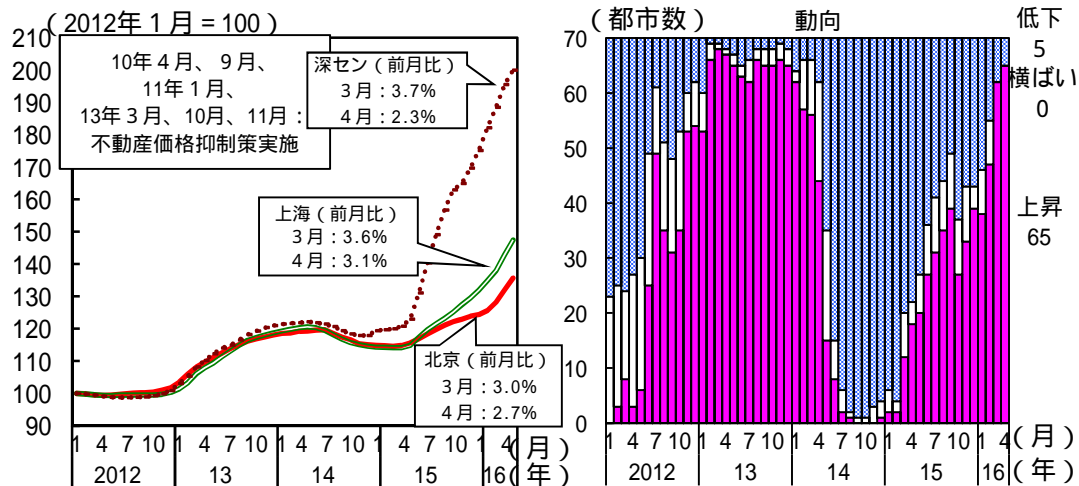 (2012年1月=100)
210
200
190
180
170
160
150
140
130
120
110
100
90
10年4月、9月、
11年1月、
13年3月、10月、11月:
不動産価格抑制策実施
深セン(前月比)
3月:3.7%
4月:2.3%
上海(前月比)
3月:3.6%
4月:3.1%
北京(前月比)
3月:3.0%
4月:2.7%
1 4 7 10 1 4 7 10 1 4 7 10 1 4 7 10 1 4 (月)
2012 13 14 15 16 (年)
(都市数) 動向
70
60
50
40
30
20
10
0
低下
5
横ばい
0
上昇
65
1 4 7 10 1 4 7 10 1 4 7 10 1 4 7 10 1 4 (月)
2012 13 14 15 16 (年)